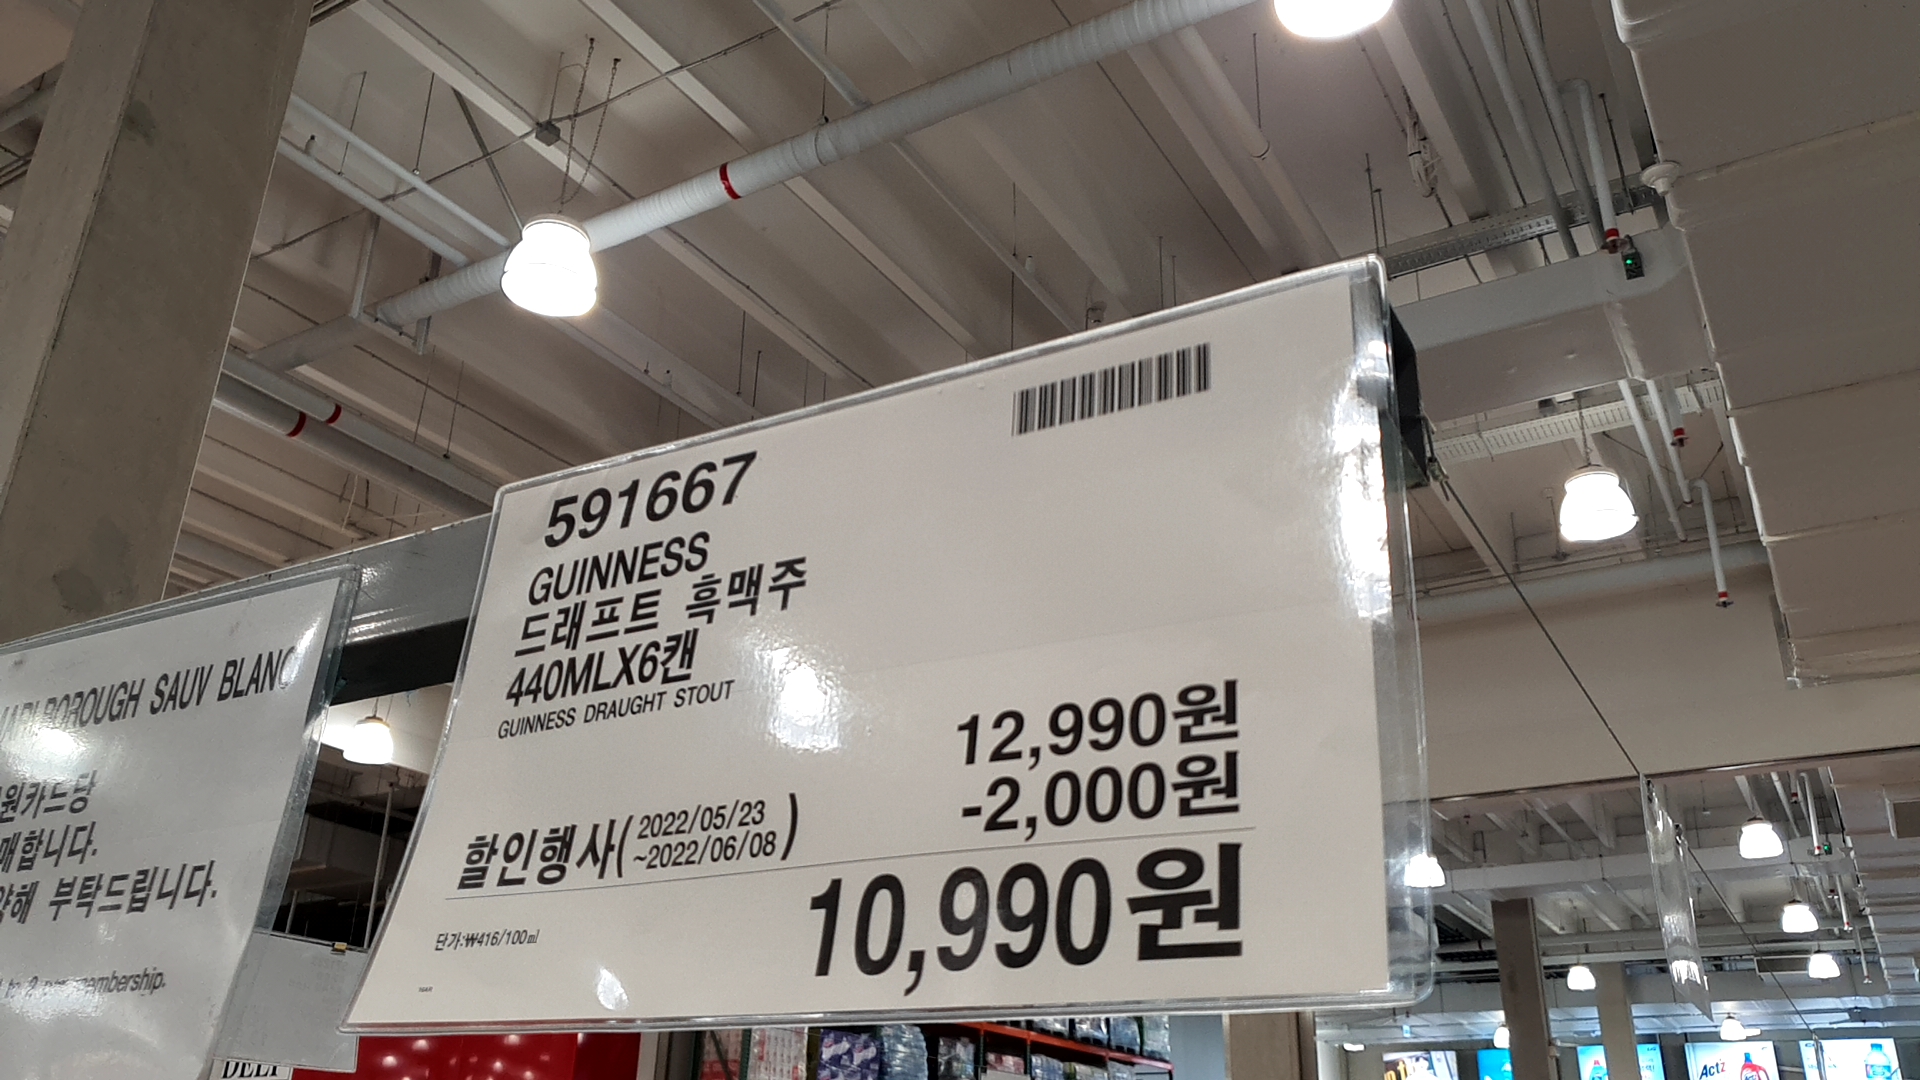 591667
GUINNESS
드래프트 흑맥주
440MLX6캔
GUINNESS DRAUGHT STOUT
12,990원
-2,000원
할인행사(2022/05/23
~2022/06/08)
10,990원
단가:₩416/100㎖
MARLBOROUGH SAUV BLANC
원카드당
매합니다.
양해 부탁드립니다.
membership.
DELI
Actz